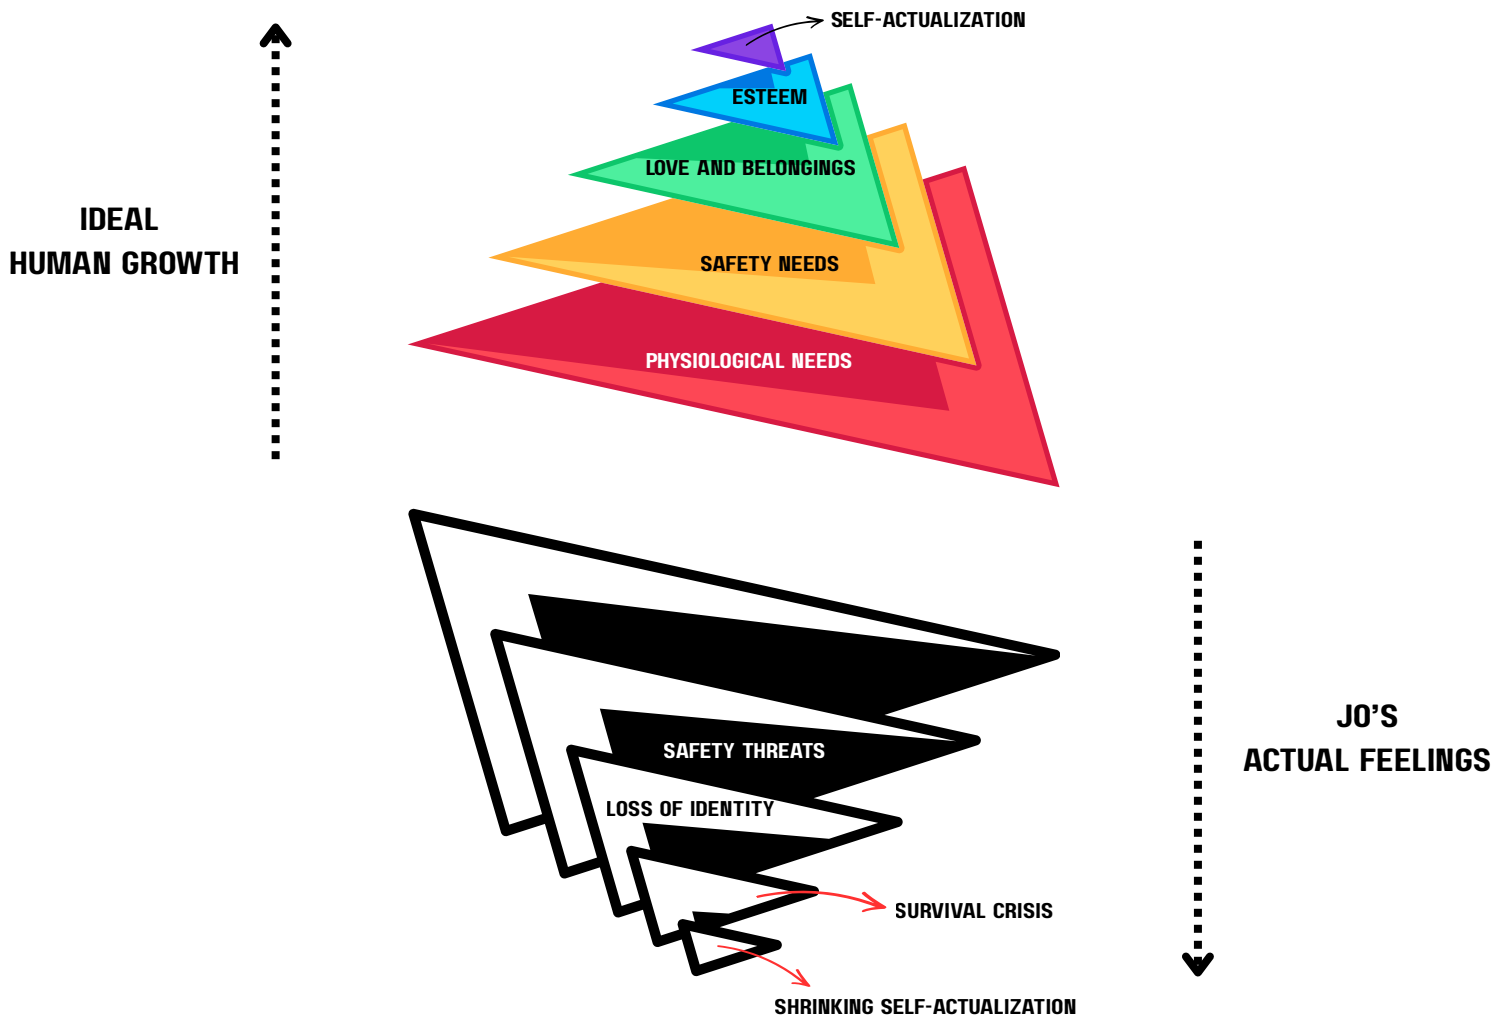 SELF-ACTUALIZATION
ESTEEM
LOVE AND BELONGINGS
IDEAL
HUMAN GROWTH
SAFETY NEEDS
PHYSIOLOGICAL NEEDS
JO'S
ACTUAL FEELINGS
SAFETY THREATS
LOSS OF IDENTITY
SURVIVAL CRISIS
SHRINKING SELF-ACTUALIZATION